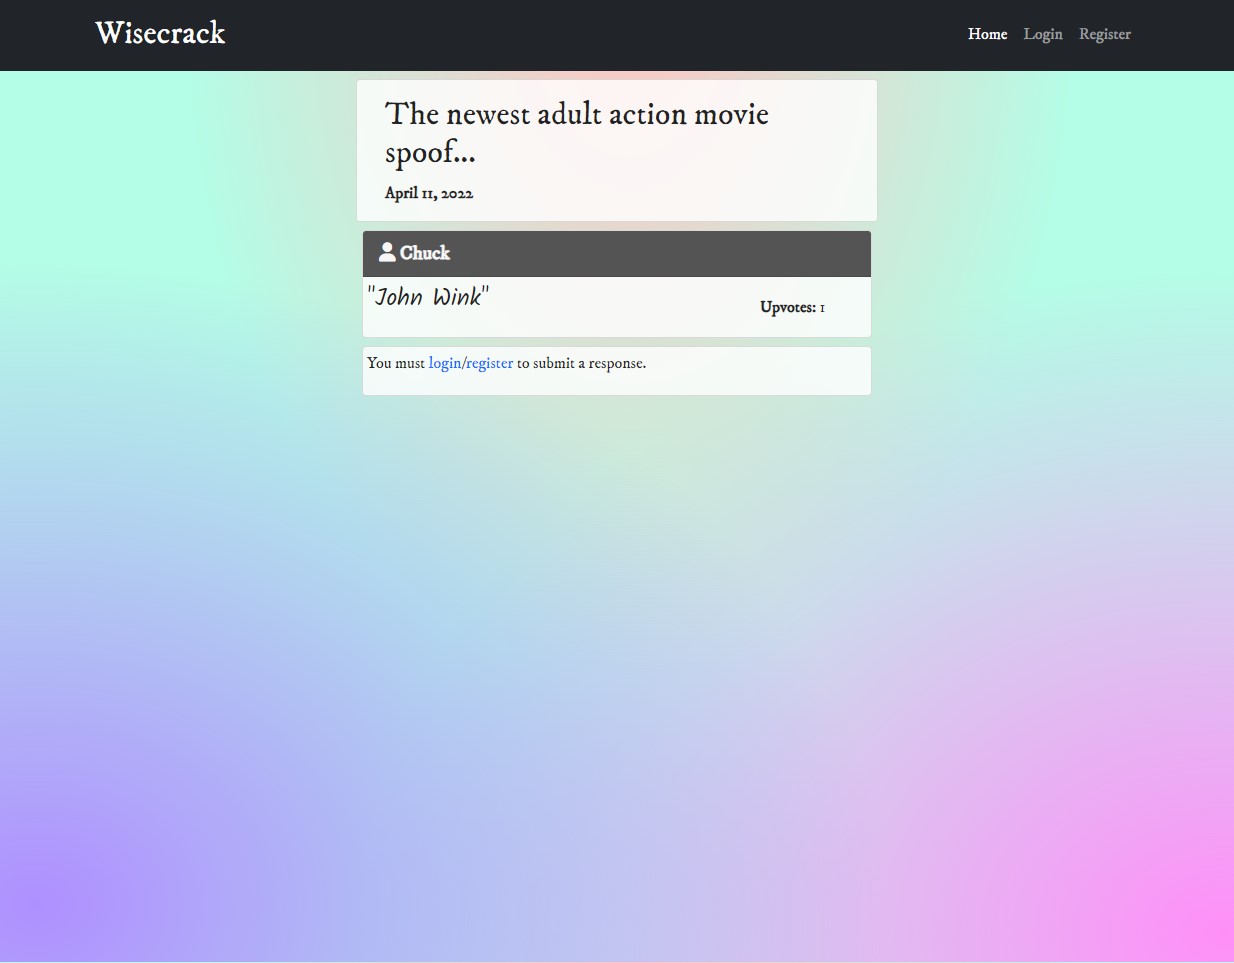 Wisecrack
Home Login Register
The newest adult action movie
spoof...
April 11, 2022
Chuck
"John Wink"
Upvotes: 1
You must login/register to submit a response.